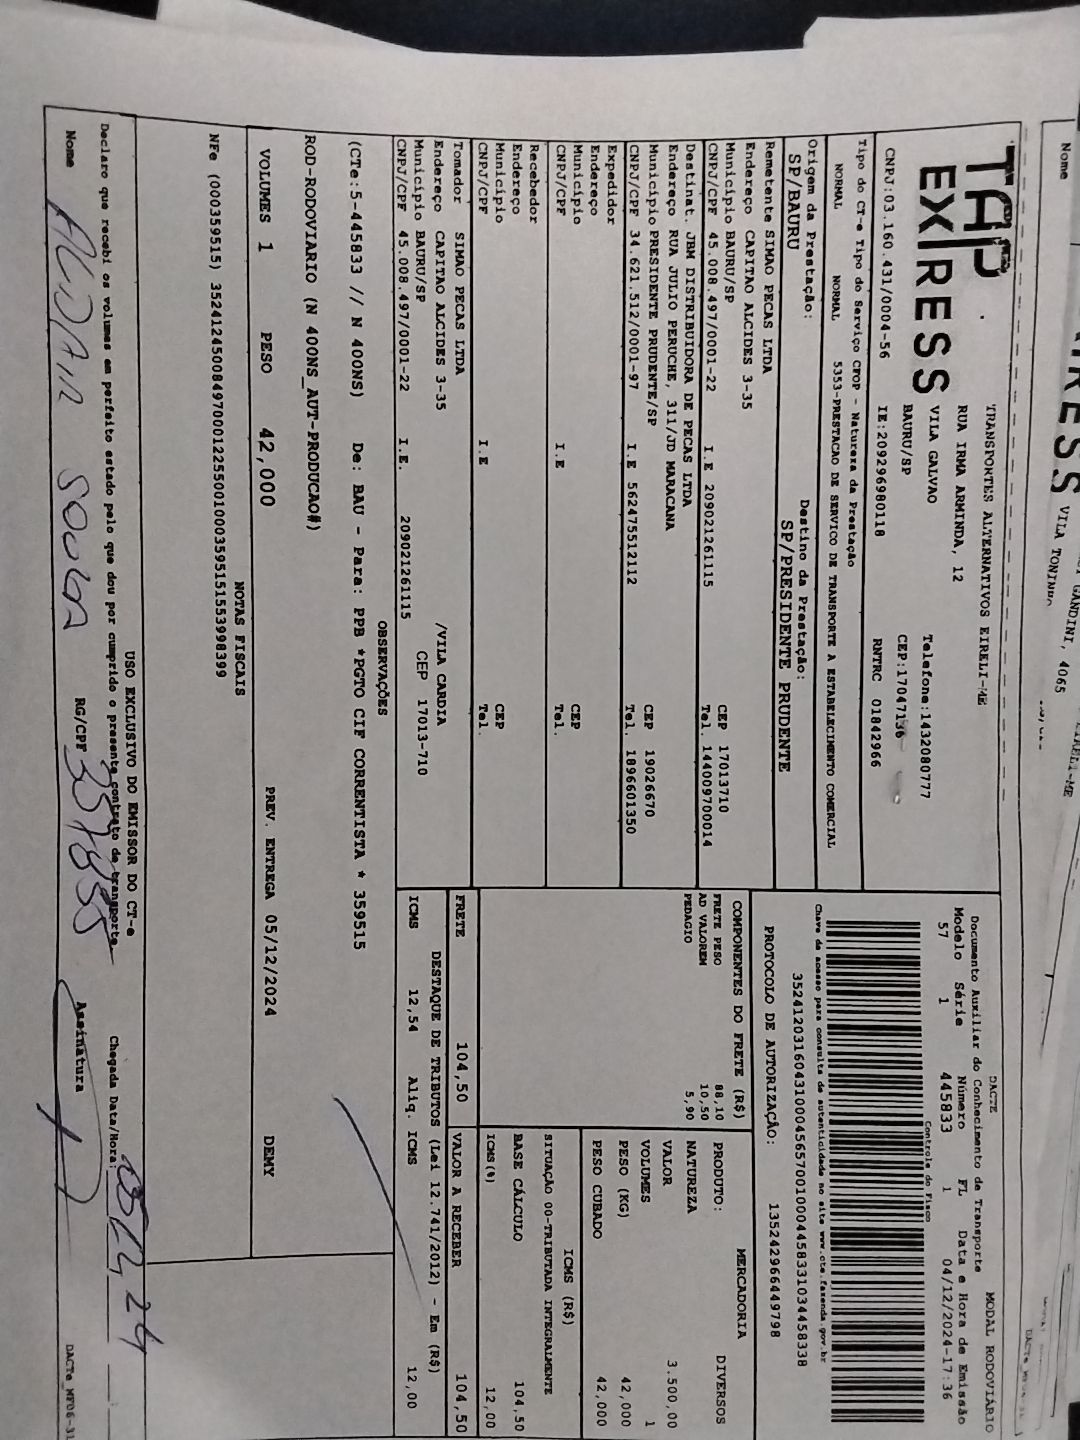 Nome
VILA TONINHO
GANDINI, 4065
TAP
EXPRESS
TRANSPORTES ALTERNATIVOS EIRELI-ME
RUA IRMA ARMINDA, 12
VILA GALVAO Telefone:1432080777
BAURU/SP CEP:17047136
CNPJ:03.160.431/0004-56 IE:209296980118 RNTRC 01842966
Tipo do CT-e Tipo do Serviço CFOP - Natureza da Prestação
NORMAL NORMAL 5353-PRESTACAO DE SERVICO DE TRANSPORTE A ESTABELECIMENTO COMERCIAL
Origem da Prestação: Destino da Prestação:
SP/BAURU SP/PRESIDENTE PRUDENTE
Remetente SIMAO PECAS LTDA
Endereço CAPITAO ALCIDES 3-35
Município BAURU/SP CEP 17013710
CNPJ/CPF 45.008.497/0001-22 I.E 209021261115 Tel. 144009700014
Destinat. JBM DISTRIBUIDORA DE PECAS LTDA
Endereço RUA JULIO PERUCHE, 311/JD MARACANA
Município PRESIDENTE PRUDENTE/SP CEP 19026670
CNPJ/CPF 34.621.512/0001-97 I.E 562475512112 Tel. 1896601350
Expedidor
Endereço
Município CEP
CNPJ/CPF I.E Tel.
Recebedor
Endereço
Município CEP
CNPJ/CPF I.E Tel.
Tomador SIMAO PECAS LTDA
Endereço CAPITAO ALCIDES 3-35 /VILA CARDIA
Município BAURU/SP CEP 17013-710
CNPJ/CPF 45.008.497/0001-22 I.E. 209021261115
DACTE MODAL RODOVIÁRIO
Documento Auxiliar do Conhecimento de Transporte
Modelo Série Número FL Data e Hora de Emissão
57 1 445833 1 04/12/2024-17:36
Controle do Fisco
Chave de acesso para consulta de autenticidade no site www.cte.fazenda.gov.br
35241203160431000456570010004458331034458338
PROTOCOLO DE AUTORIZAÇÃO: 135242966449798
COMPONENTES DO FRETE (R$)
FRETE PESO 88,10
AD VALOREM 10,50
PEDAGIO 5,90
MERCADORIA
PRODUTO: DIVERSOS
NATUREZA
VALOR 3.500,00
VOLUMES 1
PESO (KG) 42,000
PESO CUBADO 42,000
ICMS (R$)
SITUAÇÃO 00-TRIBUTADA INTEGRALMENTE
BASE CÁLCULO 104,50
ICMS(%) 12,00
FRETE 104,50 VALOR A RECEBER 104,50
DESTAQUE DE TRIBUTOS (Lei 12.741/2012) - Em (R$)
ICMS 12,54 Aliq. ICMS 12,00
OBSERVAÇÕES
(CTe:5-445833 // N 400NS) De: BAU - Para: PPB *PGTO CIF CORRENTISTA * 359515
ROD-RODOVIARIO (N 400NS_AUT-PRODUCAO#)
VOLUMES 1 PESO 42,000 PREV. ENTREGA 05/12/2024 DEMY
NOTAS FISCAIS
NFe (000359515) 35241245008497000122550010003595151553998399
USO EXCLUSIVO DO EMISSOR DO CT-e
Declaro que recebi os volumes em perfeito estado pelo que dou por cumprido o presente contrato de transporte. Chegada Data/Hora:
Nome RG/CPF Assinatura